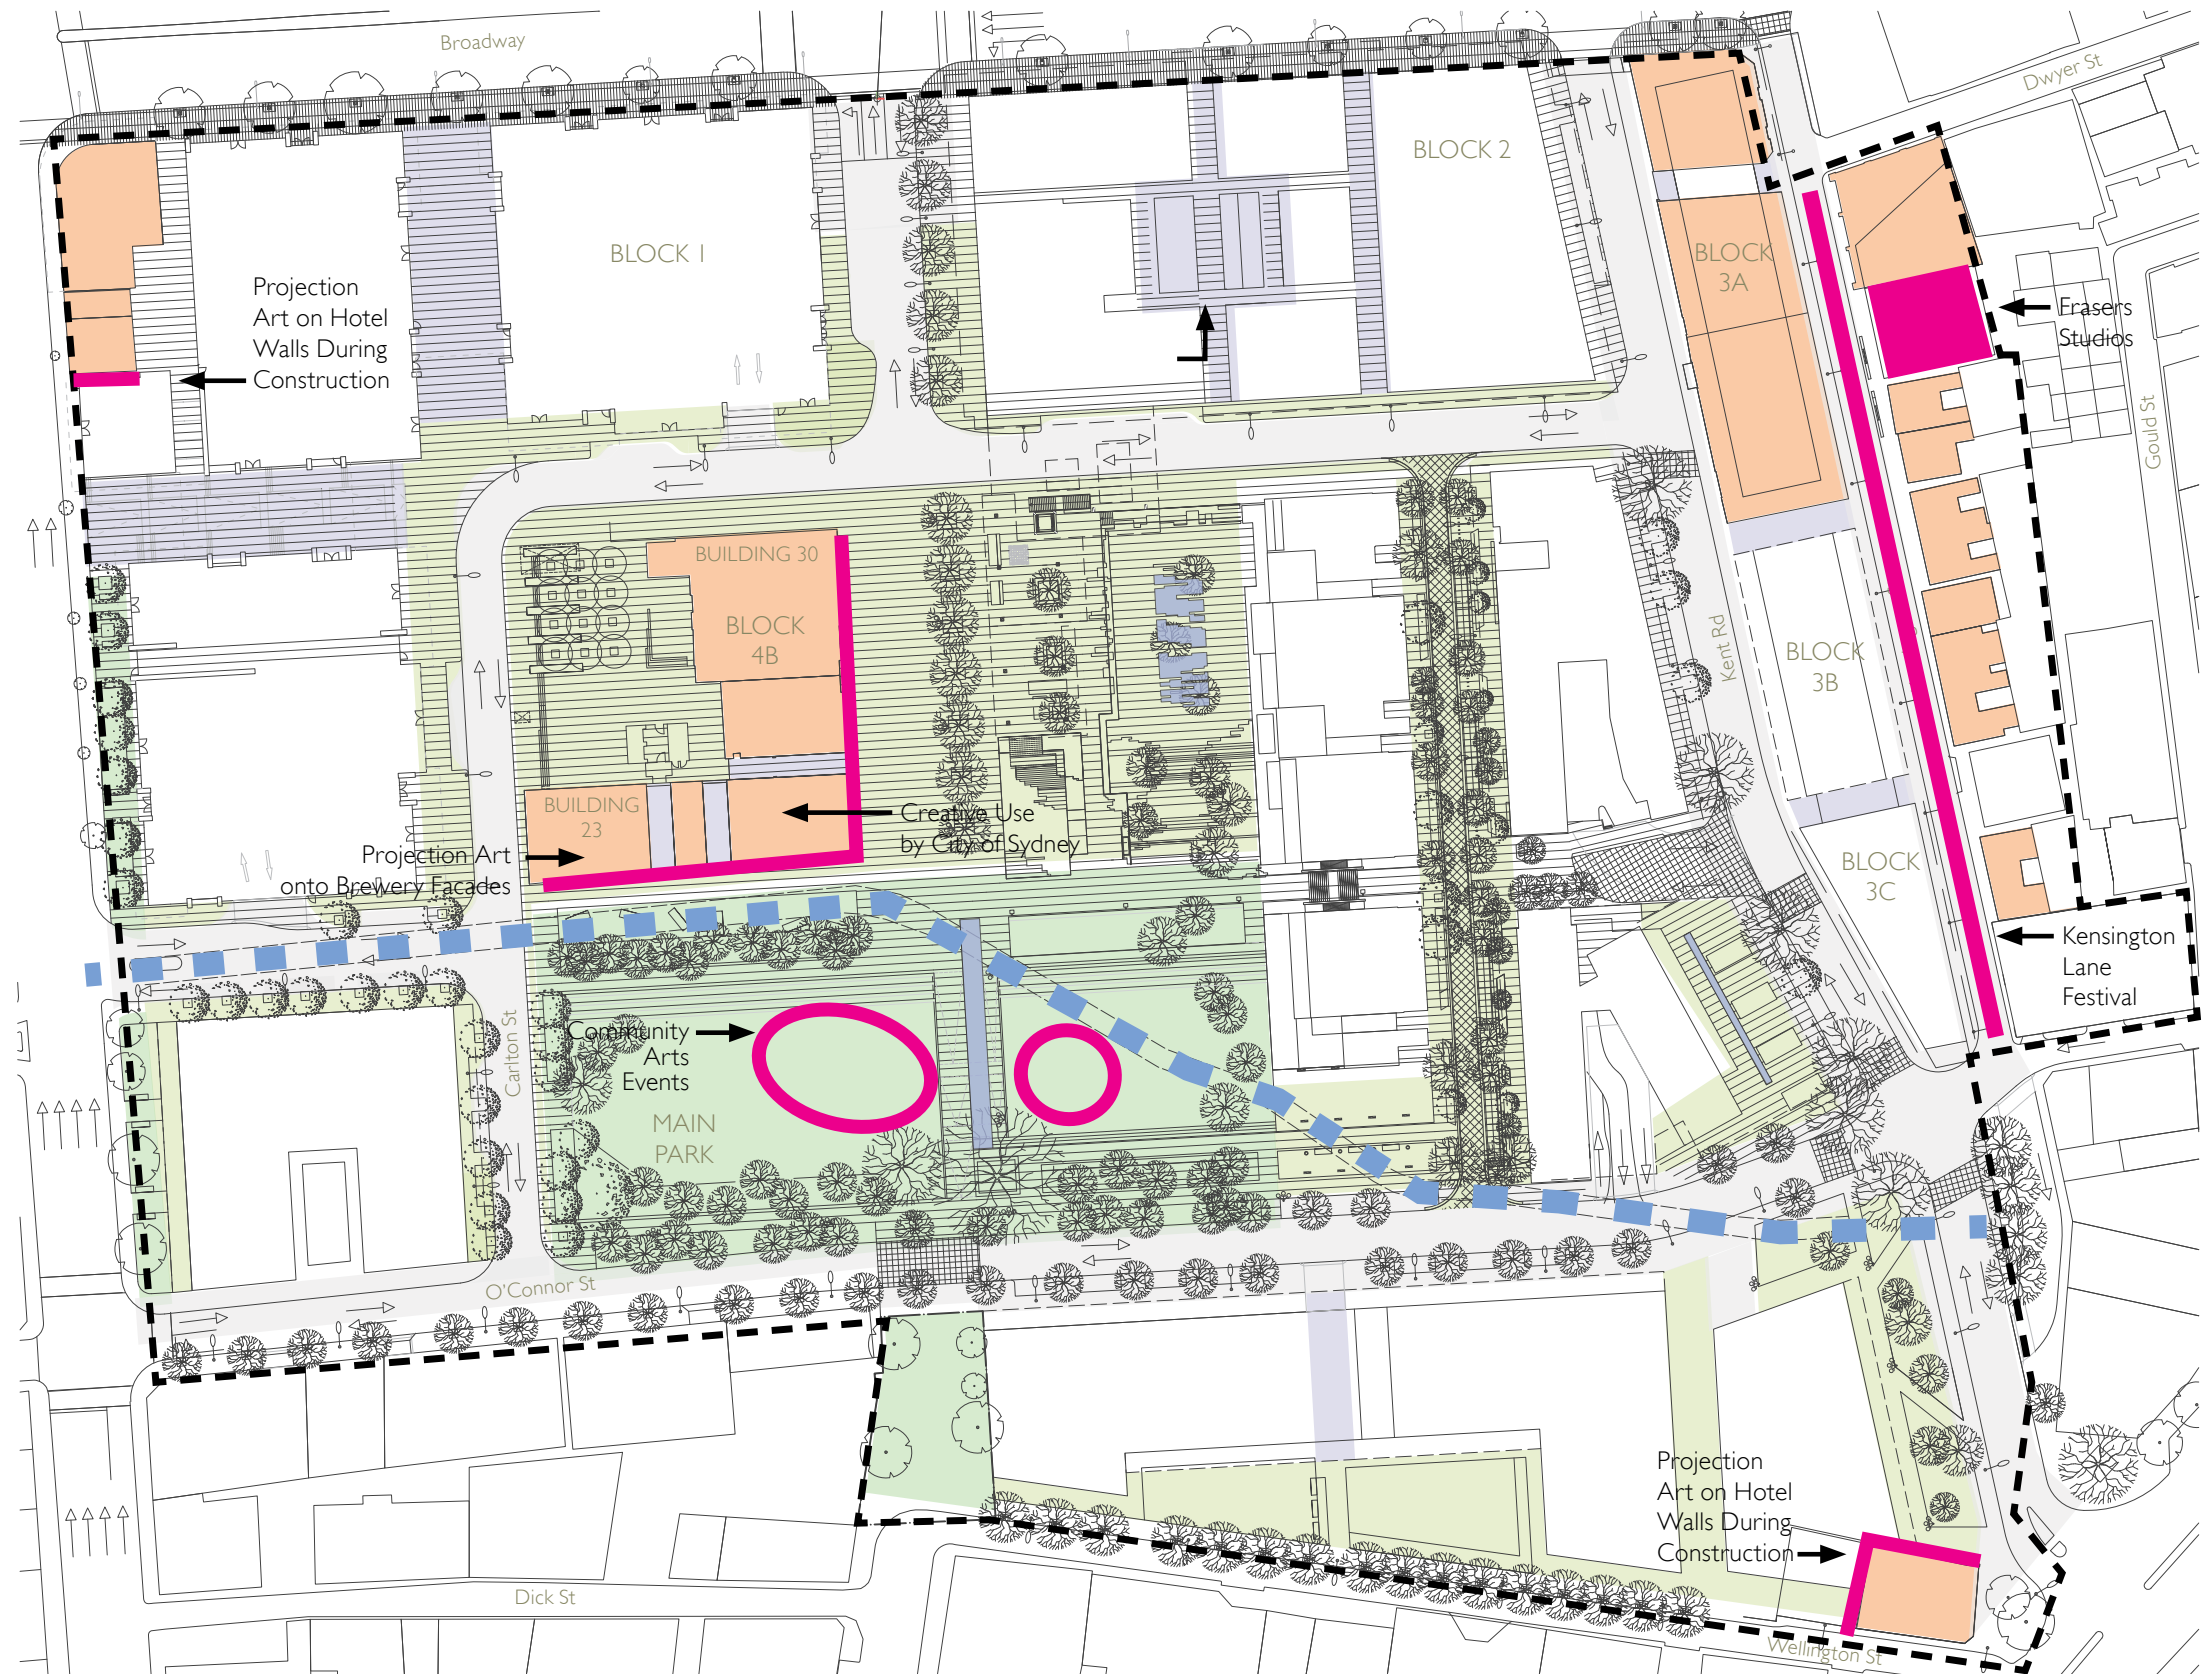 Broadway
Dwyer St
BLOCK 2
BLOCK 1
BLOCK
3A
Projection
Art on Hotel
Walls During
Construction
Frasers
Studios
Gould St
BUILDING 30
BLOCK
4B
Kent Rd
BLOCK
3B
BUILDING
23
Creative Use
by City of Sydney
Projection Art
onto Brewery Facades
BLOCK
3C
Kensington
Lane
Festival
Carlton St
Community
Arts
Events
MAIN
PARK
O'Connor St
Projection
Art on Hotel
Walls During
Construction
Dick St
Wellington St